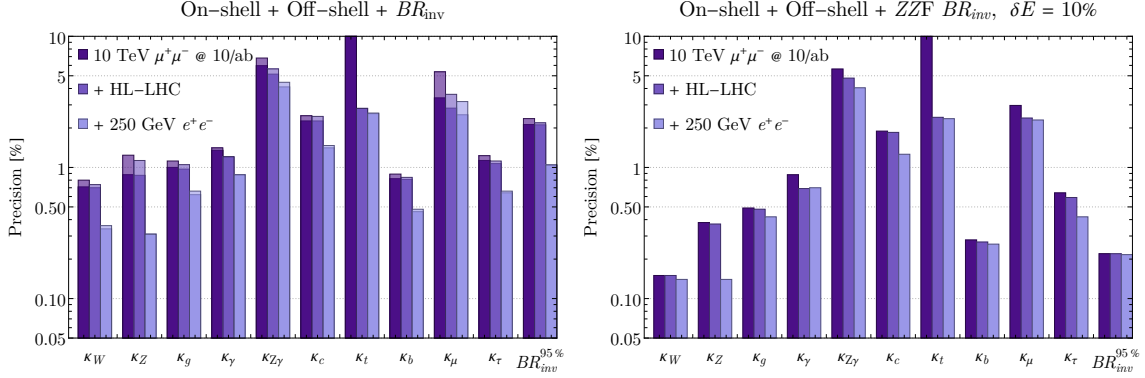 On-shell + Off-shell + BR_inv
10
5
1
0.50
0.10
0.05
Precision [%]
10 TeV μ⁺μ⁻ @ 10/ab
+ HL-LHC
+ 250 GeV e⁺e⁻
κ_W κ_Z κ_g κ_γ κ_Zγ κ_c κ_t κ_b κ_μ κ_τ BR_inv^95 %
On-shell + Off-shell + ZZF BR_inv, δE = 10%
10
5
1
0.50
0.10
0.05
Precision [%]
10 TeV μ⁺μ⁻ @ 10/ab
+ HL-LHC
+ 250 GeV e⁺e⁻
κ_W κ_Z κ_g κ_γ κ_Zγ κ_c κ_t κ_b κ_μ κ_τ BR_inv^95 %